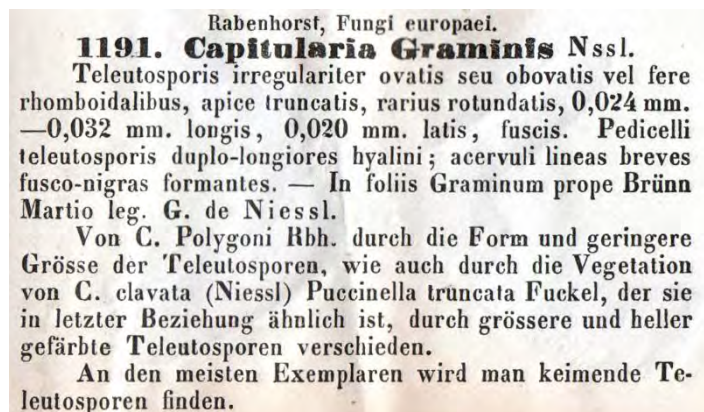 Rabenhorst, Fungi europaei.
1191. Capitularia Graminis Nssl.
Teleutosporis irregulariter ovatis seu obovatis vel fere
rhomboidalibus, apice truncatis, rarius rotundatis, 0,024 mm.
—0,032 mm. longis, 0,020 mm. latis, fuscis. Pedicelli
teleutosporis duplo-longiores hyalini; acervuli lineas breves
fusco-nigras formantes. — In foliis Graminum prope Brünn
Martio leg. G. de Niessl.
Von C. Polygoni Rbh. durch die Form und geringere
Grösse der Teleutosporen, wie auch durch die Vegetation
von C. clavata (Niessl) Puccinella truncata Fuckel, der sie
in letzter Beziehung ähnlich ist, durch grössere und heller
gefärbte Teleutosporen verschieden.
An den meisten Exemplaren wird man keimende Te-
leutosporen finden.